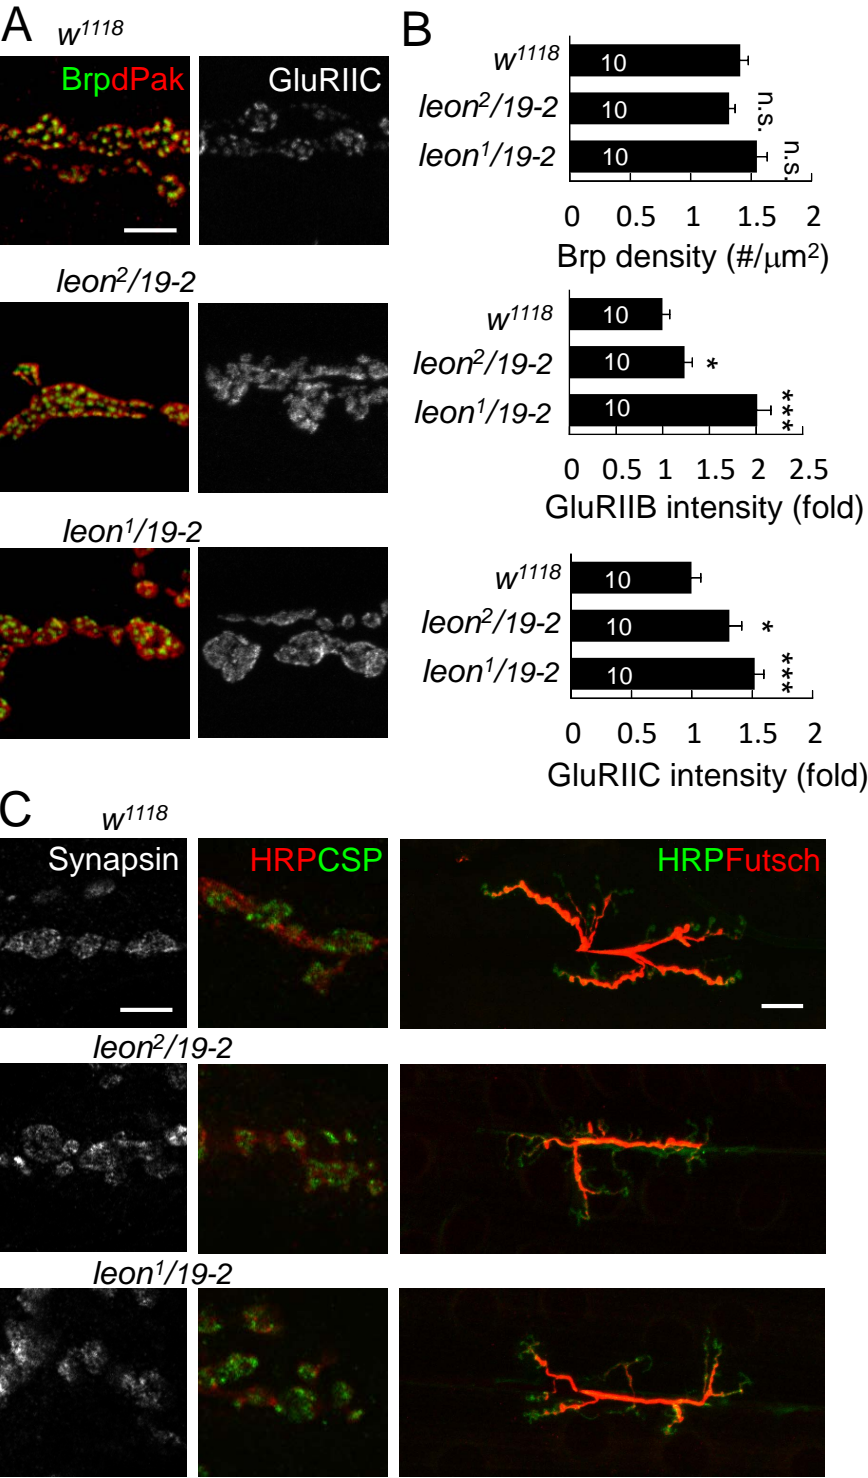 A
w1118
BrpdPak
GluRIIC
leon2/19-2
leon1/19-2
B
w1118
10
leon2/19-2
10
n.s.
leon1/19-2
10
n.s.
0 0.5 1 1.5 2
Brp density (#/μm2)
w1118
10
leon2/19-2
10
*
leon1/19-2
10
***
0 0.5 1 1.5 2 2.5
GluRIIB intensity (fold)
w1118
10
leon2/19-2
10
*
leon1/19-2
10
***
0 0.5 1 1.5 2
GluRIIC intensity (fold)
C
w1118
Synapsin
HRPCSP
HRPFutsch
leon2/19-2
leon1/19-2